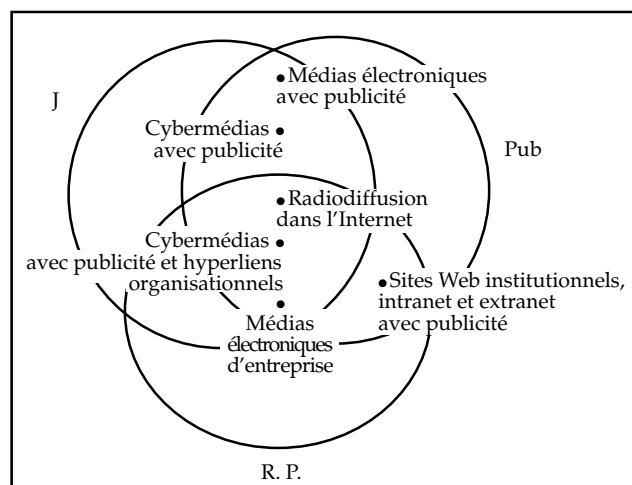 J
Médias électroniques
avec publicité
Cybermédias
avec publicité
Pub
Radiodiffusion
dans l'Internet
Cybermédias
avec publicité et hyperliens
organisationnels
Sites Web institutionnels,
intranet et extranet
avec publicité
Médias
électroniques
d'entreprise
R. P.